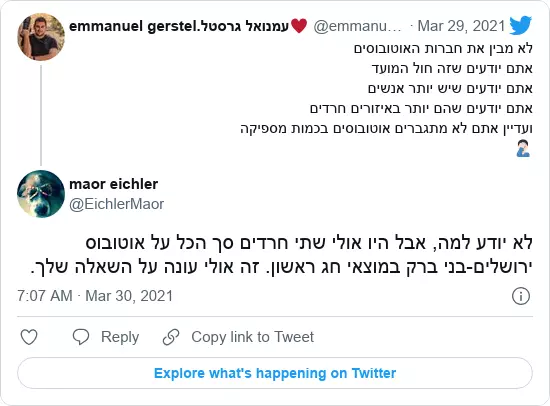 emmanuel gerstel.עמנואל גרסטל @emmanu… · Mar 29, 2021
לא מבין את חברות האוטובוסים
אתם יודעים שזה חול המועד
אתם יודעים שיש יותר אנשים
אתם יודעים שהם יותר באיזורים חרדים
ועדיין אתם לא מתגברים אוטובוסים בכמות מספיקה
maor eichler
@EichlerMaor
לא יודע למה, אבל היו אולי שתי חרדים סך הכל על אוטובוס
ירושלים-בני ברק במוצאי חג ראשון. זה אולי עונה על השאלה שלך.
7:07 AM · Mar 30, 2021
Reply Copy link to Tweet
Explore what's happening on Twitter